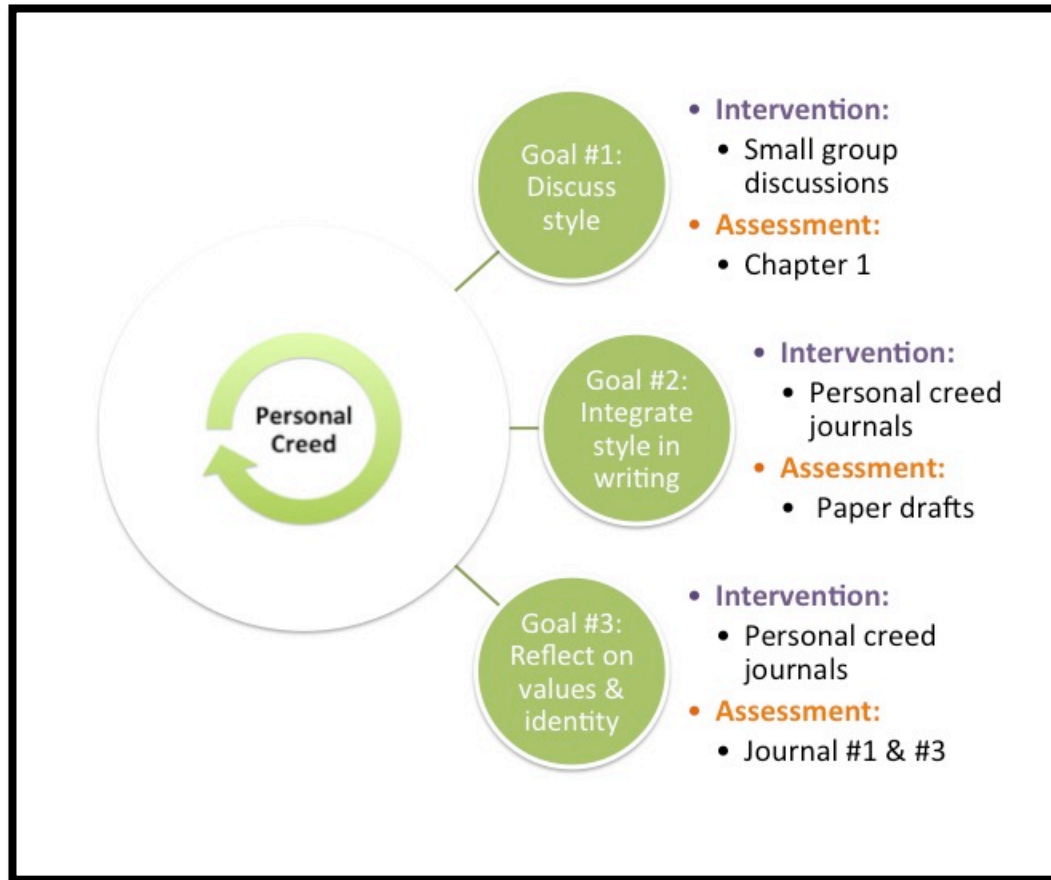 Personal
Creed
Goal #1:
Discuss
style
• Intervention:
• Small group
discussions
• Assessment:
• Chapter 1
Goal #2:
Integrate
style in
writing
• Intervention:
• Personal creed
journals
• Assessment:
• Paper drafts
Goal #3:
Reflect on
values &
identity
• Intervention:
• Personal creed
journals
• Assessment:
• Journal #1 & #3